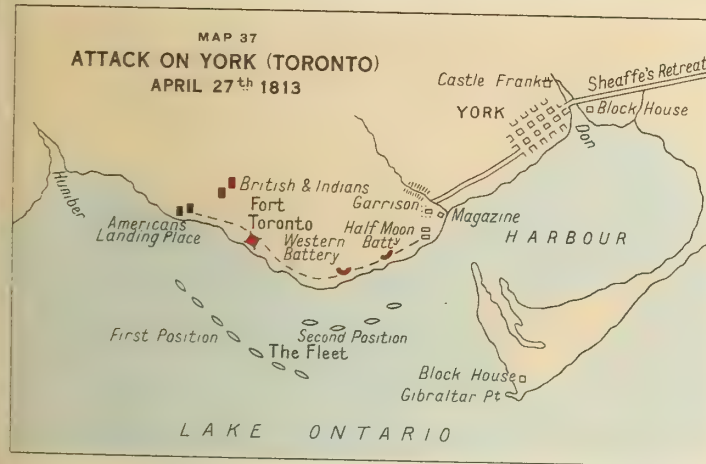 MAP 37
ATTACK ON YORK (TORONTO)
APRIL 27th 1813
Castle Frank
Sheaffe's Retreat
YORK
Block House
Don
Humber
British & Indians
Fort
Toronto
Garrison
Magazine
Americans
Landing Place
Western
Battery
Half Moon
Batty
HARBOUR
First Position
Second Position
The Fleet
Block House
Gibraltar Pt
LAKE ONTARIO